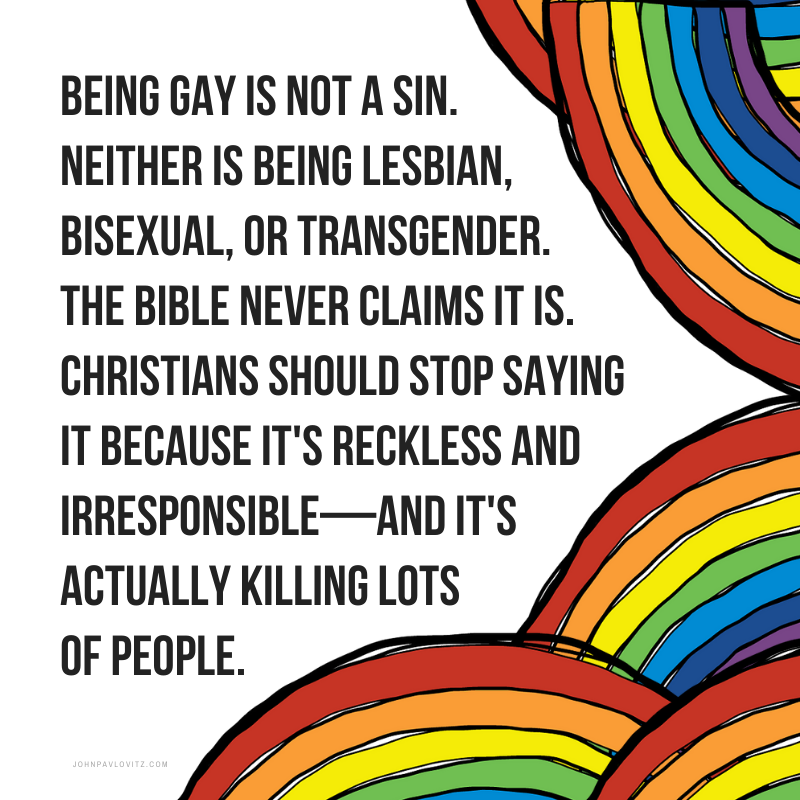 BEING GAY IS NOT A SIN.
NEITHER IS BEING LESBIAN,
BISEXUAL, OR TRANSGENDER.
THE BIBLE NEVER CLAIMS IT IS.
CHRISTIANS SHOULD STOP SAYING
IT BECAUSE IT'S RECKLESS AND
IRRESPONSIBLE—AND IT'S
ACTUALLY KILLING LOTS
OF PEOPLE.
JOHNPAVLOVITZ.COM